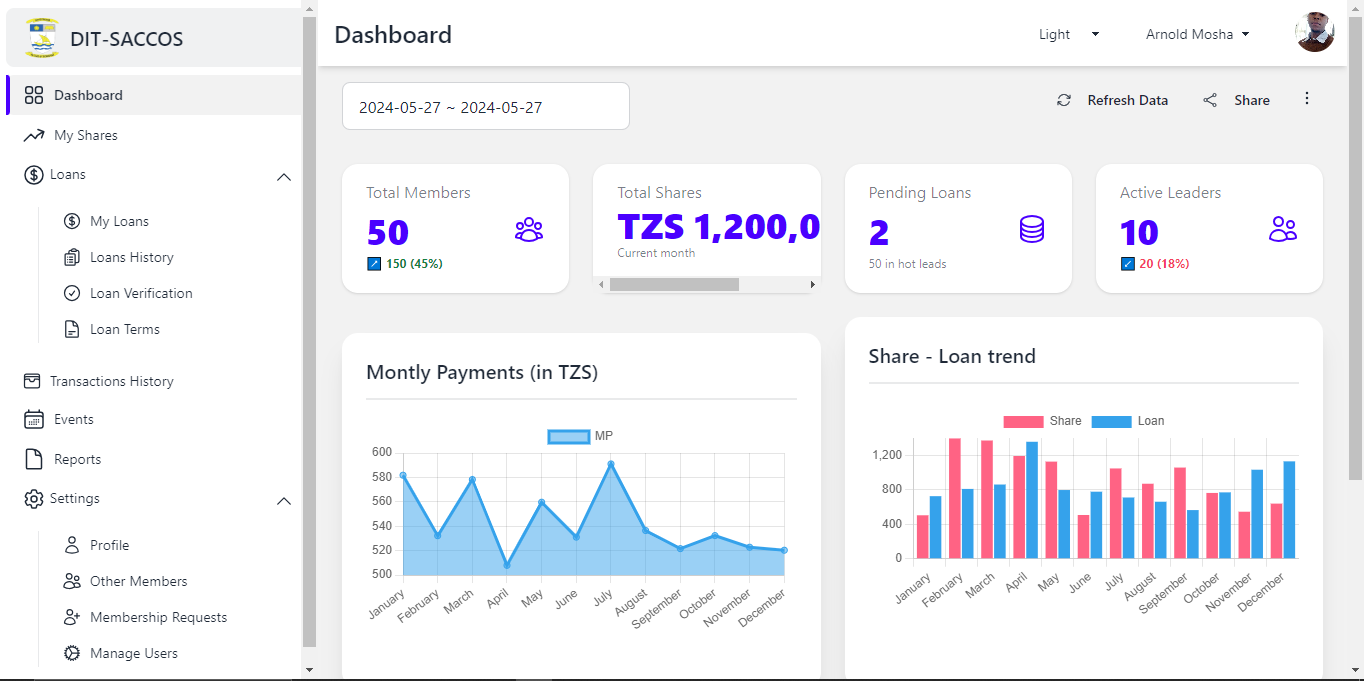 DIT-SACCOS
Dashboard
My Shares
Loans
My Loans
Loans History
Loan Verification
Loan Terms
Transactions History
Events
Reports
Settings
Profile
Other Members
Membership Requests
Manage Users
Dashboard
Light
Arnold Mosha
2024-05-27 ~ 2024-05-27
Refresh Data
Share
Total Members
50
150 (45%)
Total Shares
TZS 1,200,0
Current month
Pending Loans
2
50 in hot leads
Active Leaders
10
20 (18%)
Montly Payments (in TZS)
MP
600
580
560
540
520
500
January
February
March
April
May
June
July
August
September
October
November
December
Share - Loan trend
Share
Loan
1,200
800
400
0
January
February
March
April
May
June
July
August
September
October
November
December